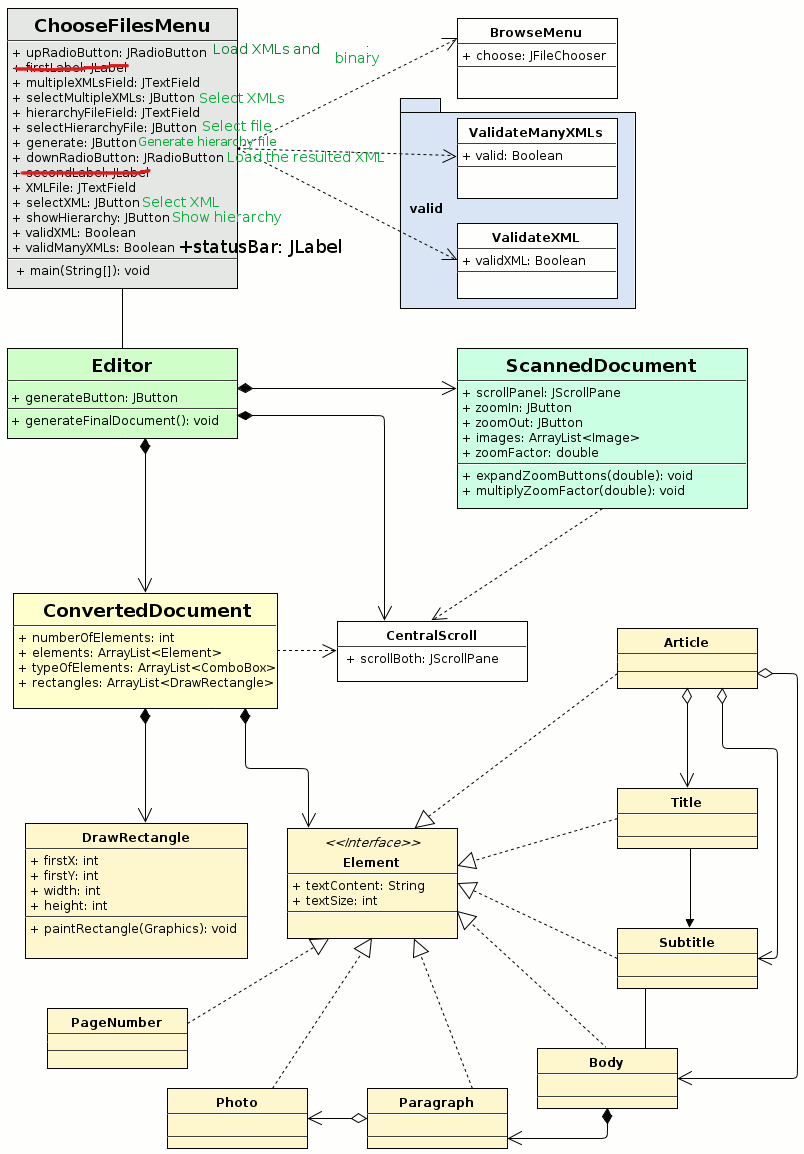 ChooseFilesMenu
+ upRadioButton: JRadioButton Load XMLs and binary
+ firstLabel: JLabel
+ multipleXMLsField: JTextField
+ selectMultipleXMLs: JButton Select XMLs
+ hierarchyFileField: JTextField
+ selectHierarchyFile: JButton Select file
+ generate: JButton Generate hierarchy file
+ downRadioButton: JRadioButton Load the resulted XML
+ secondLabel: JLabel
+ XMLFile: JTextField
+ selectXML: JButton Select XML
+ showHierarchy: JButton Show hierarchy
+ validXML: Boolean
+ validManyXMLs: Boolean +statusBar: JLabel
+ main(String[]): void
BrowseMenu
+ choose: JFileChooser
valid
ValidateManyXMLs
+ valid: Boolean
ValidateXML
+ validXML: Boolean
Editor
+ generateButton: JButton
+ generateFinalDocument(): void
ScannedDocument
+ scrollPanel: JScrollPane
+ zoomIn: JButton
+ zoomOut: JButton
+ images: ArrayList<Image>
+ zoomFactor: double
+ expandZoomButtons(double): void
+ multiplyZoomFactor(double): void
ConvertedDocument
+ numberOfElements: int
+ elements: ArrayList<Element>
+ typeOfElements: ArrayList<ComboBox>
+ rectangles: ArrayList<DrawRectangle>
CentralScroll
+ scrollBoth: JScrollPane
Article
Title
Subtitle
DrawRectangle
+ firstX: int
+ firstY: int
+ width: int
+ height: int
+ paintRectangle(Graphics): void
<<Interface>>
Element
+ textContent: String
+ textSize: int
PageNumber
Body
Photo
Paragraph